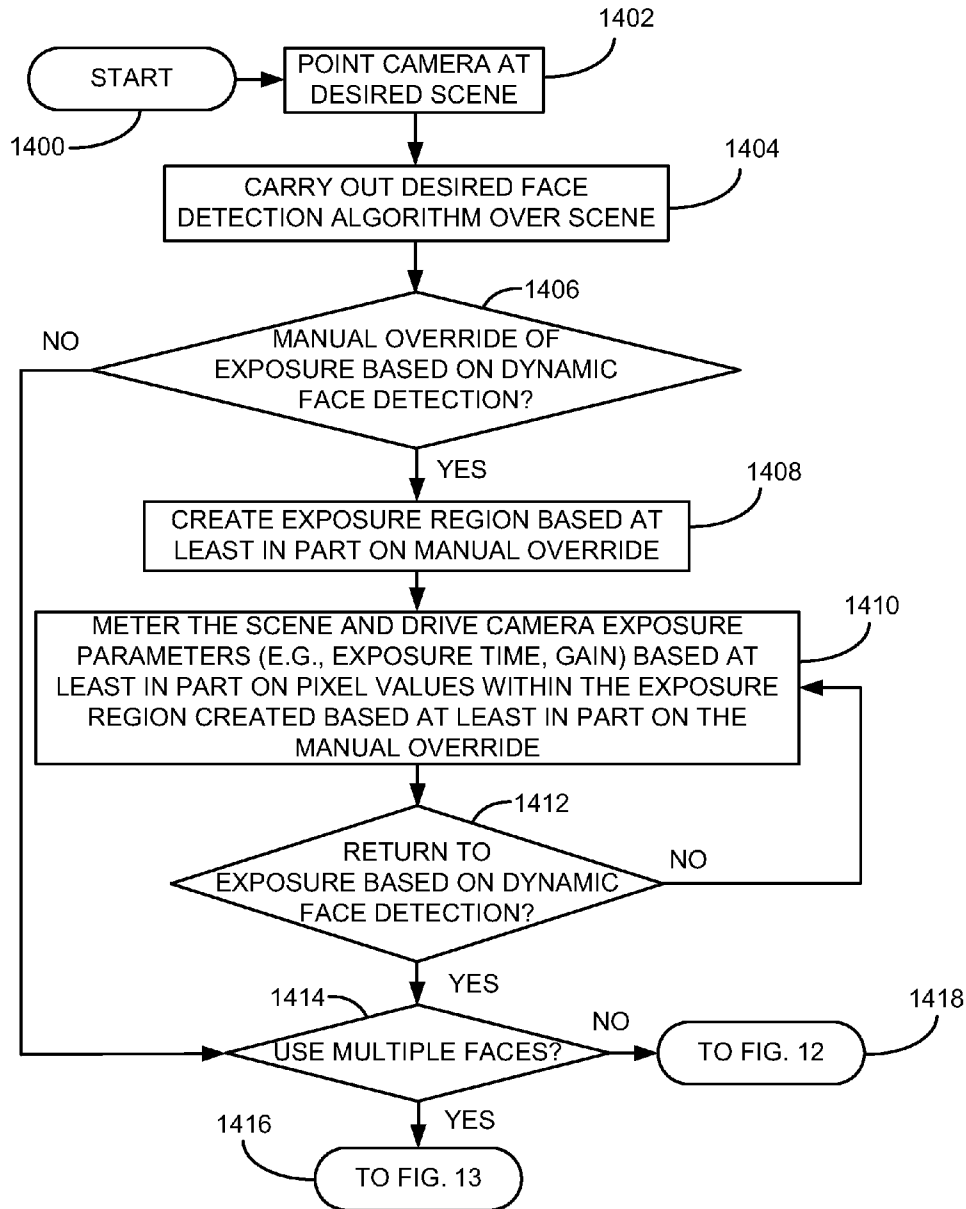 1402
START
POINT CAMERA AT
DESIRED SCENE
1400
1404
CARRY OUT DESIRED FACE
DETECTION ALGORITHM OVER SCENE
1406
NO
MANUAL OVERRIDE OF
EXPOSURE BASED ON DYNAMIC
FACE DETECTION?
YES
1408
CREATE EXPOSURE REGION BASED AT
LEAST IN PART ON MANUAL OVERRIDE
1410
METER THE SCENE AND DRIVE CAMERA EXPOSURE
PARAMETERS (E.G., EXPOSURE TIME, GAIN) BASED AT
LEAST IN PART ON PIXEL VALUES WITHIN THE EXPOSURE
REGION CREATED BASED AT LEAST IN PART ON THE
MANUAL OVERRIDE
1412
RETURN TO
EXPOSURE BASED ON DYNAMIC
FACE DETECTION?
NO
YES
1414
USE MULTIPLE FACES?
NO
1418
TO FIG. 12
YES
1416
TO FIG. 13